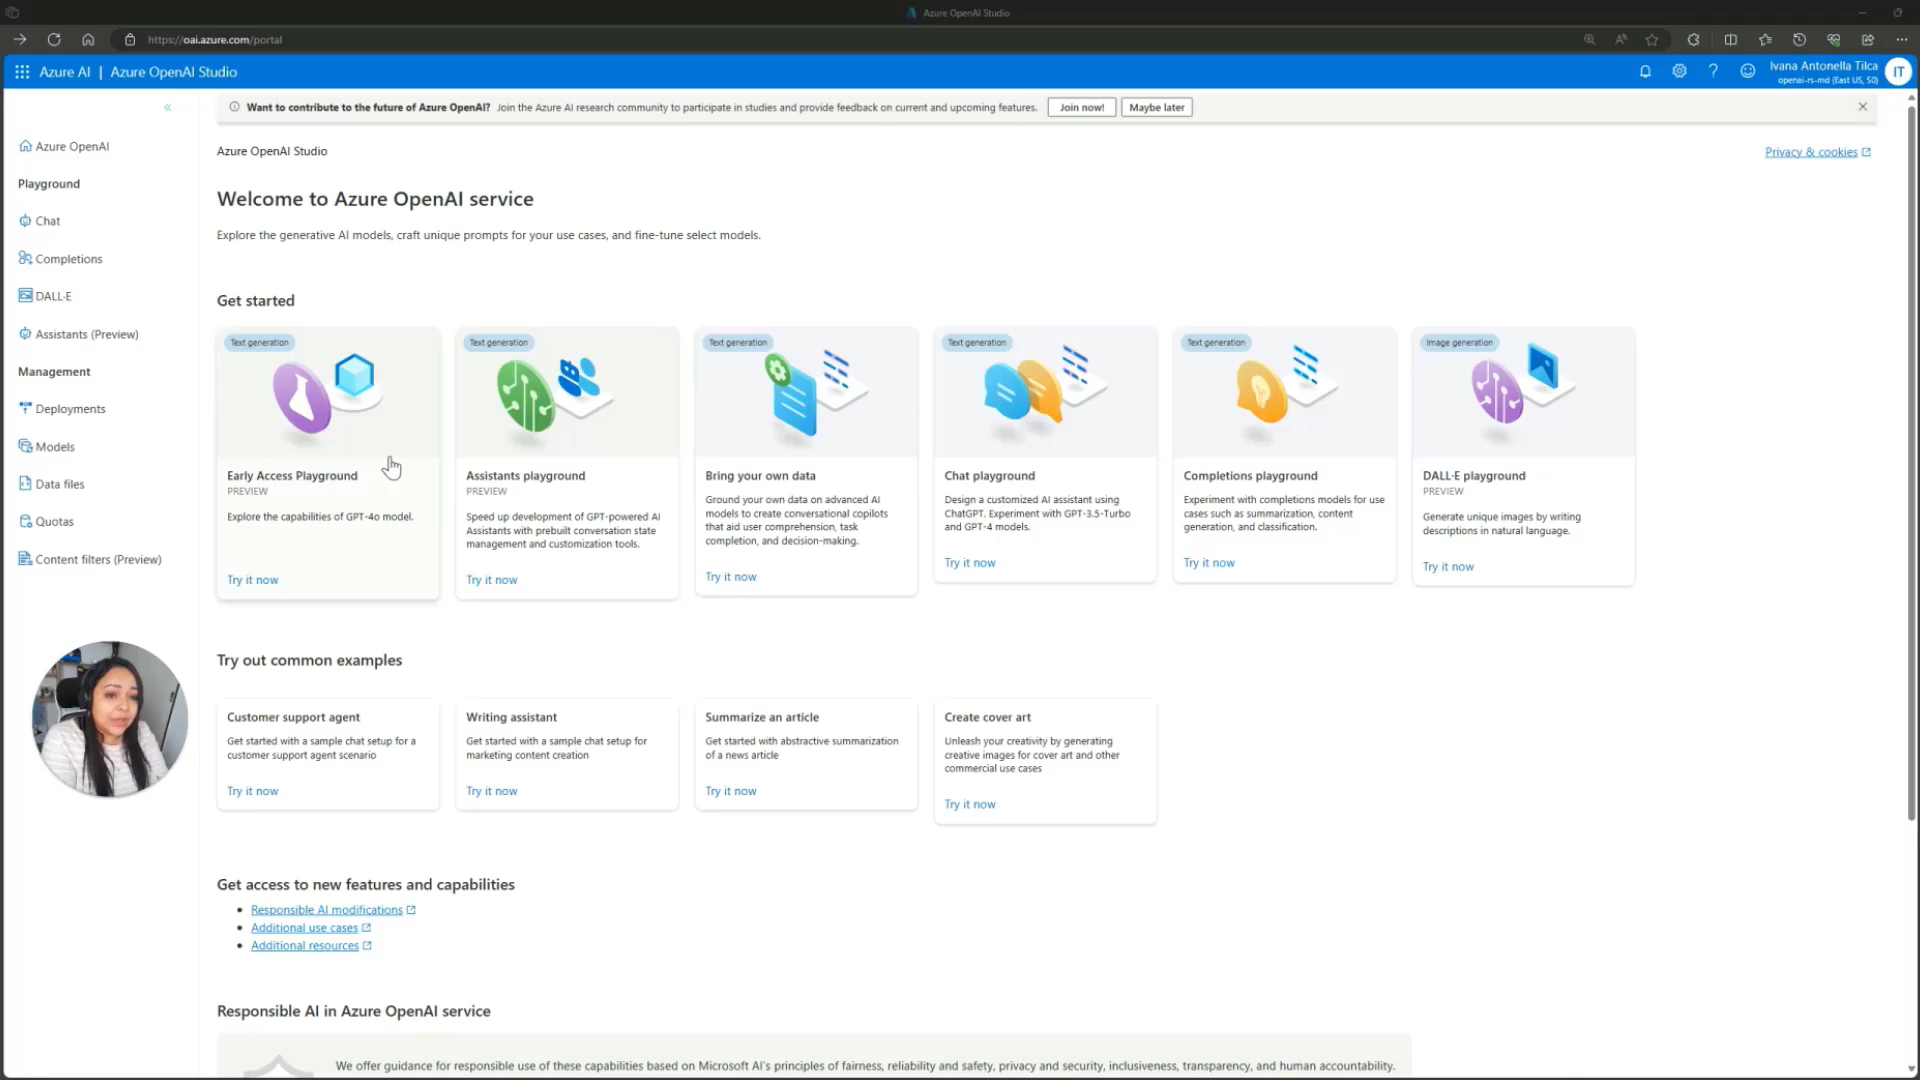 Azure OpenAI Studio
https://oai.azure.com/portal
Azure AI | Azure OpenAI Studio
Ivana Antonella Tilca
openai-rs-md (East US, S0)
IT
Want to contribute to the future of Azure OpenAI? Join the Azure AI research community to participate in studies and provide feedback on current and upcoming features. Join now! Maybe later
Azure OpenAI
Playground
Chat
Completions
DALL·E
Assistants (Preview)
Management
Deployments
Models
Data files
Quotas
Content filters (Preview)
Azure OpenAI Studio
Privacy & cookies
Welcome to Azure OpenAI service
Explore the generative AI models, craft unique prompts for your use cases, and fine-tune select models.
Get started
Text generation
Early Access Playground
PREVIEW
Explore the capabilities of GPT-4o model.
Try it now
Text generation
Assistants playground
PREVIEW
Speed up development of GPT-powered AI
Assistants with prebuilt conversation state
management and customization tools.
Try it now
Text generation
Bring your own data
Ground your own data on advanced AI
models to create conversational copilots
that aid user comprehension, task
completion, and decision-making.
Try it now
Text generation
Chat playground
Design a customized AI assistant using
ChatGPT. Experiment with GPT-3.5-Turbo
and GPT-4 models.
Try it now
Text generation
Completions playground
Experiment with completions models for use
cases such as summarization, content
generation, and classification.
Try it now
Image generation
DALL·E playground
PREVIEW
Generate unique images by writing
descriptions in natural language.
Try it now
Try out common examples
Customer support agent
Get started with a sample chat setup for a
customer support agent scenario
Try it now
Writing assistant
Get started with a sample chat setup for
marketing content creation
Try it now
Summarize an article
Get started with abstractive summarization
of a news article
Try it now
Create cover art
Unleash your creativity by generating
creative images for cover art and other
commercial use cases
Try it now
Get access to new features and capabilities
Responsible AI modifications
Additional use cases
Additional resources
Responsible AI in Azure OpenAI service
We offer guidance for responsible use of these capabilities based on Microsoft AI's principles of fairness, reliability and safety, privacy and security, inclusiveness, transparency, and human accountability.